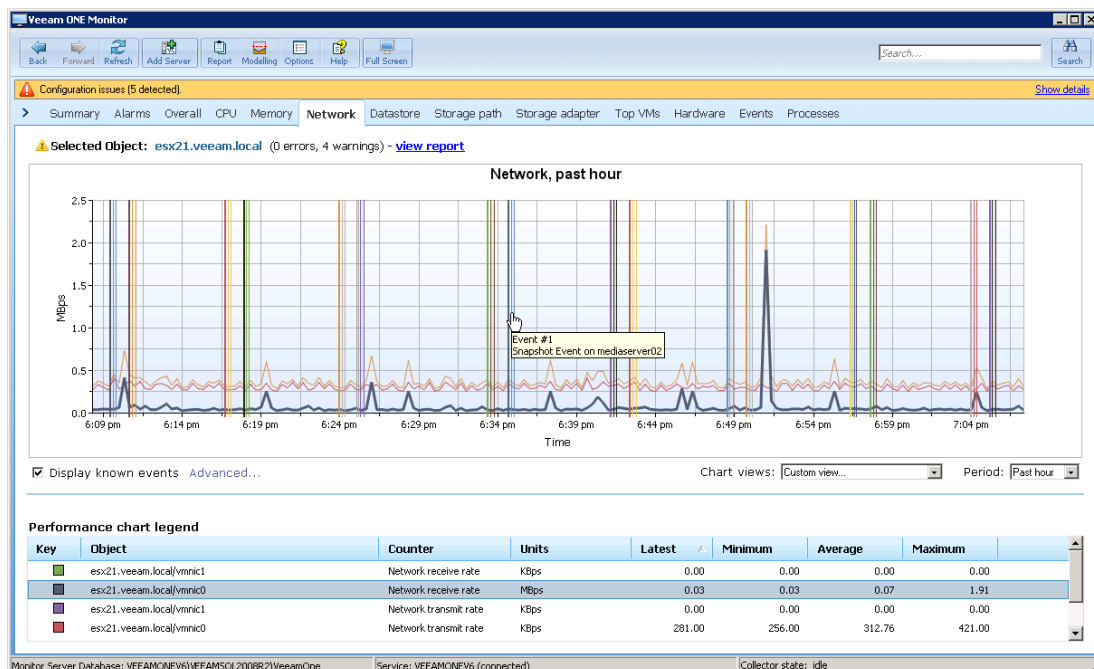 Veeam ONE Monitor
Back Forward Refresh Add Server Report Modelling Options Help Full Screen Search... Search
Configuration issues (5 detected). Show details
Summary Alarms Overall CPU Memory Network Datastore Storage path Storage adapter Top VMs Hardware Events Processes
Selected Object: esx21.veeam.local (0 errors, 4 warnings) - view report
Network, past hour
2.5
2.0
1.5
MBps
Event #1
Snapshot Event on mediaserver02
1.0
0.5
0.0
6:09 pm 6:14 pm 6:19 pm 6:24 pm 6:29 pm 6:34 pm 6:39 pm 6:44 pm 6:49 pm 6:54 pm 6:59 pm 7:04 pm
Time
Display known events Advanced... Chart views: Custom view... Period: Past hour
Performance chart legend
Key Object Counter Units Latest Minimum Average Maximum
esx21.veeam.local/vmnic1 Network receive rate KBps 0.00 0.00 0.00 0.00
esx21.veeam.local/vmnic0 Network receive rate MBps 0.03 0.03 0.07 1.91
esx21.veeam.local/vmnic1 Network transmit rate KBps 0.00 0.00 0.00 0.00
esx21.veeam.local/vmnic0 Network transmit rate KBps 281.00 256.00 312.76 421.00
Monitor Server Database: VEEAMONEV6\VEEAMSQL2008R2\VeeamOne Service: VEEAMONEV6 (connected) Collector state: idle